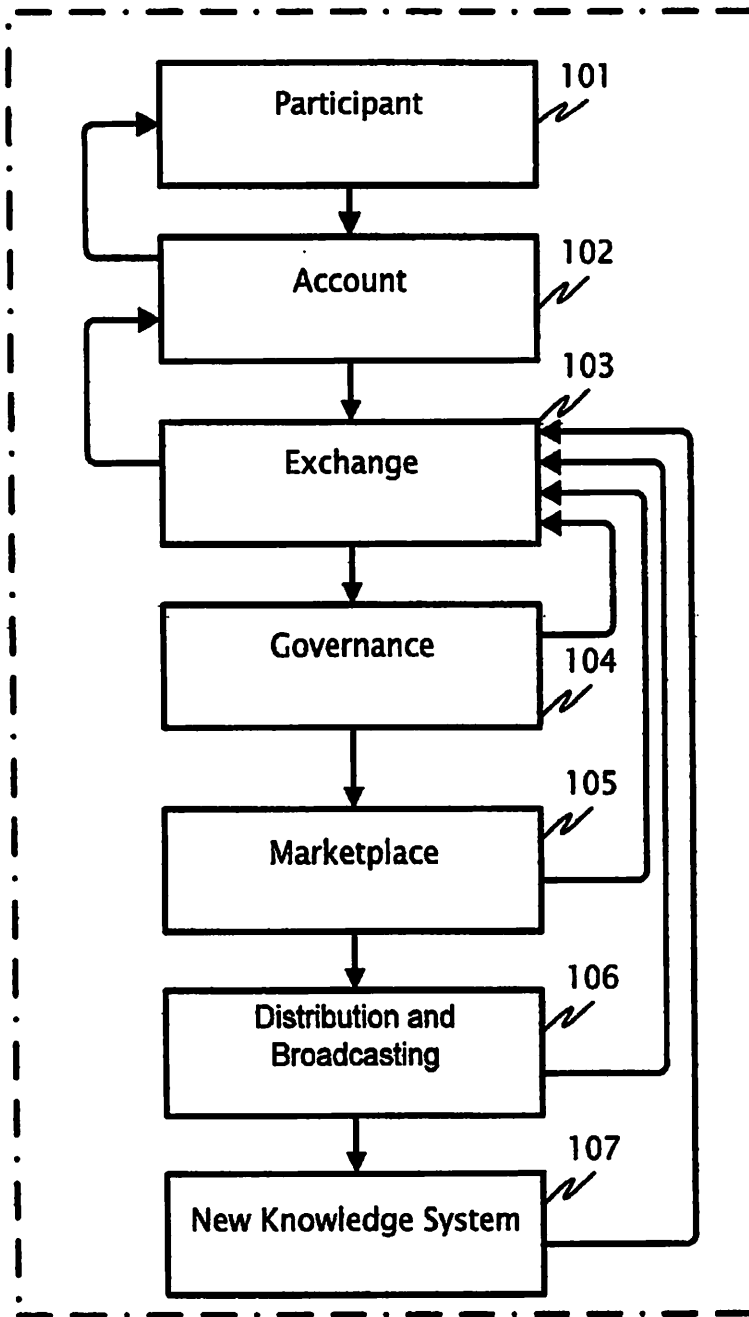 Participant
101
Account
102
Exchange
103
Governance
104
Marketplace
105
Distribution and
Broadcasting
106
New Knowledge System
107